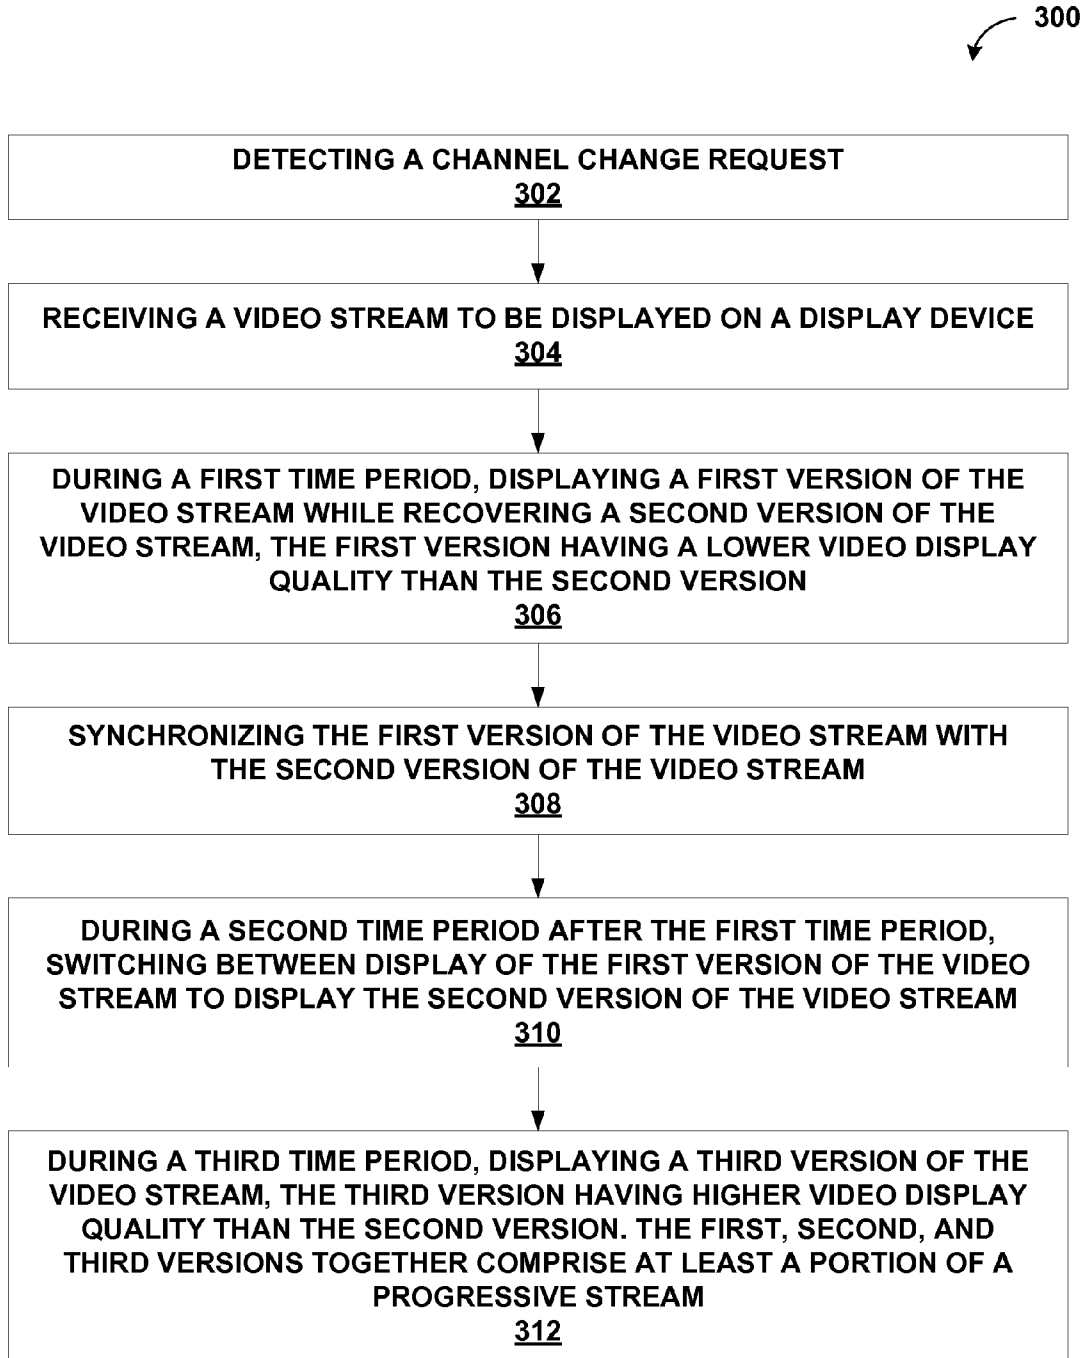 300
DETECTING A CHANNEL CHANGE REQUEST
302
RECEIVING A VIDEO STREAM TO BE DISPLAYED ON A DISPLAY DEVICE
304
DURING A FIRST TIME PERIOD, DISPLAYING A FIRST VERSION OF THE
VIDEO STREAM WHILE RECOVERING A SECOND VERSION OF THE
VIDEO STREAM, THE FIRST VERSION HAVING A LOWER VIDEO DISPLAY
QUALITY THAN THE SECOND VERSION
306
SYNCHRONIZING THE FIRST VERSION OF THE VIDEO STREAM WITH
THE SECOND VERSION OF THE VIDEO STREAM
308
DURING A SECOND TIME PERIOD AFTER THE FIRST TIME PERIOD,
SWITCHING BETWEEN DISPLAY OF THE FIRST VERSION OF THE VIDEO
STREAM TO DISPLAY THE SECOND VERSION OF THE VIDEO STREAM
310
DURING A THIRD TIME PERIOD, DISPLAYING A THIRD VERSION OF THE
VIDEO STREAM, THE THIRD VERSION HAVING HIGHER VIDEO DISPLAY
QUALITY THAN THE SECOND VERSION. THE FIRST, SECOND, AND
THIRD VERSIONS TOGETHER COMPRISE AT LEAST A PORTION OF A
PROGRESSIVE STREAM
312